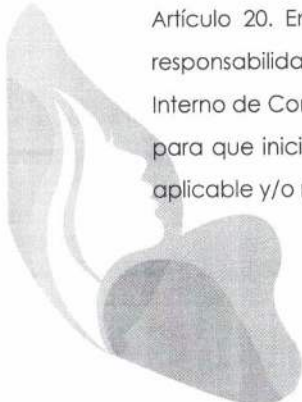 Artículo 20. En
responsabilida
Interno de Con
para que inici
aplicable y/o